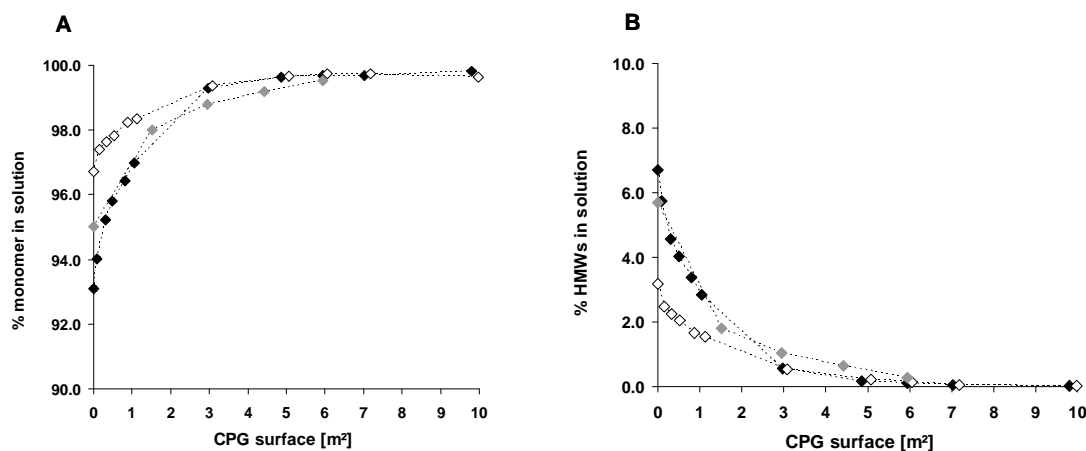 A
% monomer in solution
100.0
98.0
96.0
94.0
92.0
90.0
0 1 2 3 4 5 6 7 8 9 10
CPG surface [m²]
B
% HMWs in solution
10.0
8.0
6.0
4.0
2.0
0.0
0 1 2 3 4 5 6 7 8 9 10
CPG surface [m²]